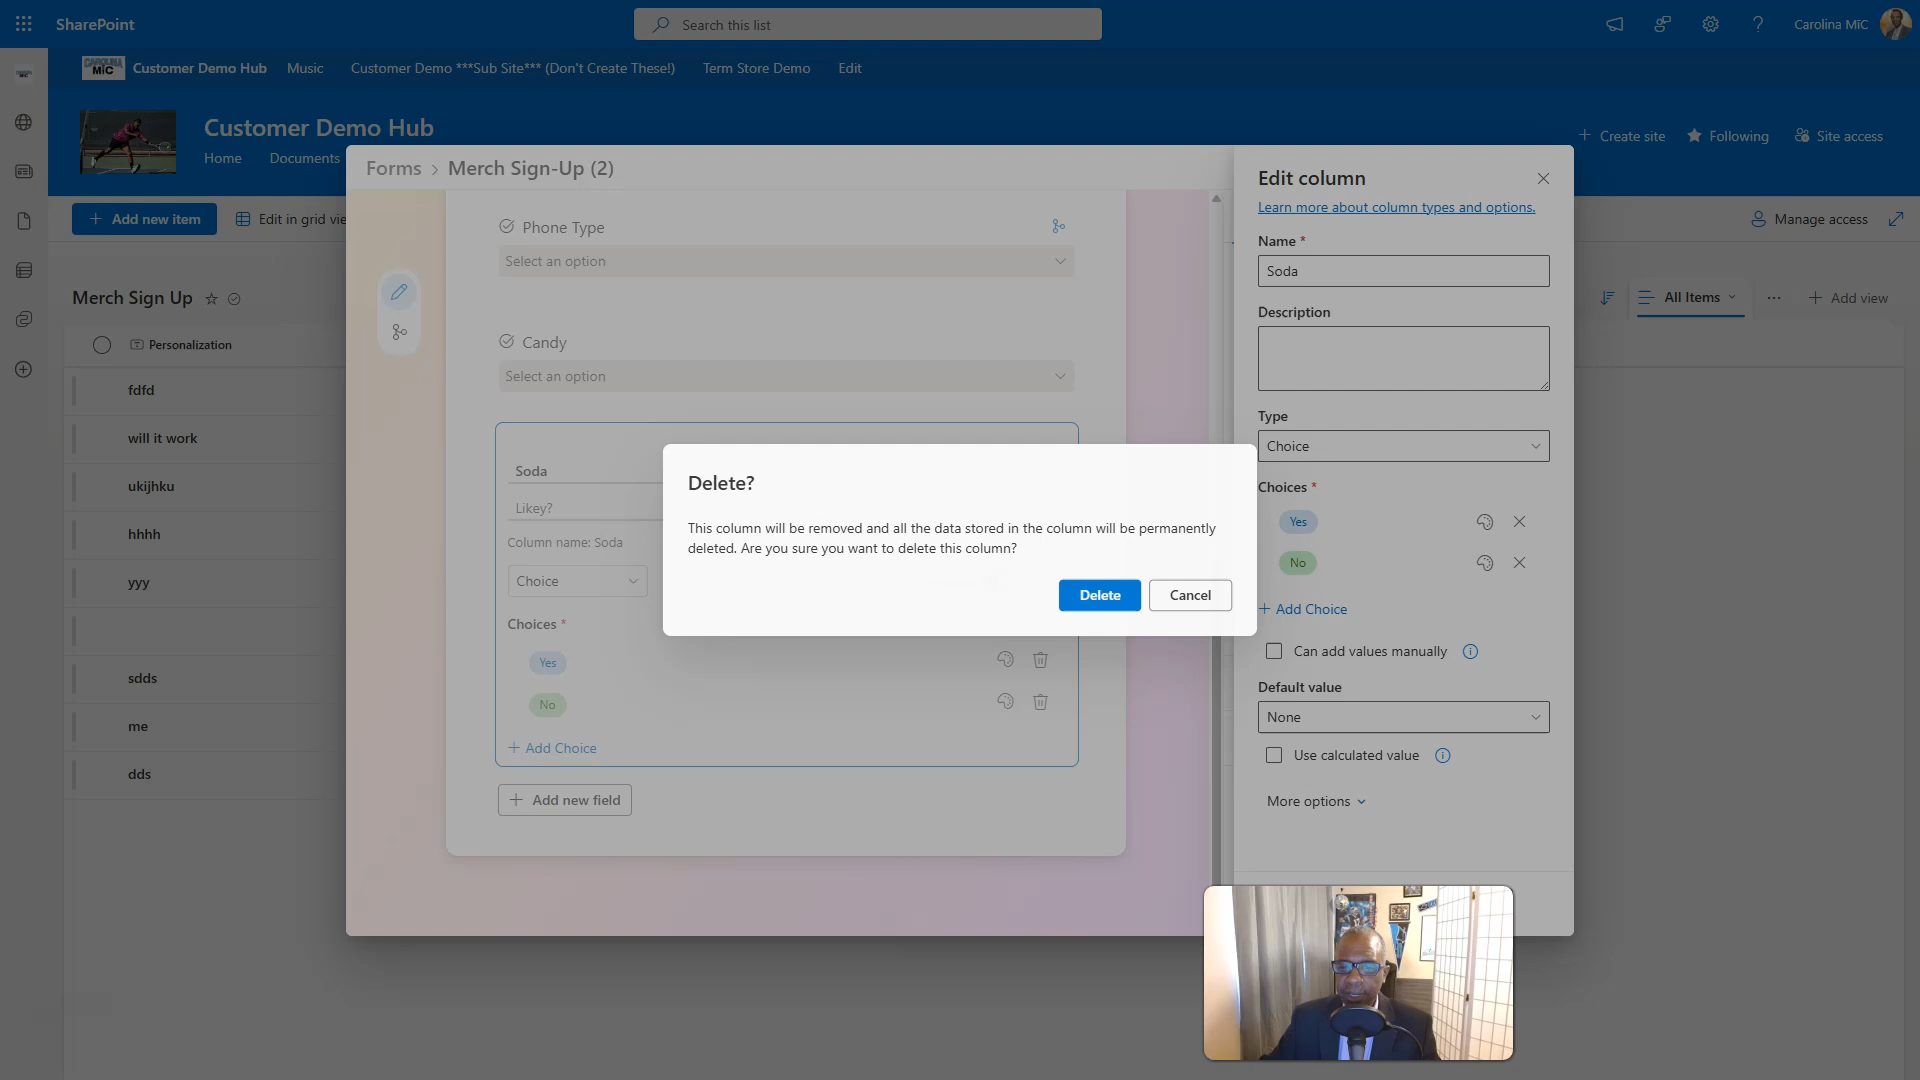 SharePoint
Search this list
Carolina MiC
CAROLINA
MiC
Customer Demo Hub
Music
Customer Demo ***Sub Site*** (Don't Create These!)
Term Store Demo
Edit
Customer Demo Hub
Home
Documents
Create site
Following
Site access
Add new item
Edit in grid vie
Manage access
Merch Sign Up
All Items
Add view
Personalization
fdfd
will it work
ukijhku
hhhh
yyy
sdds
me
dds
Forms > Merch Sign-Up (2)
Phone Type
Select an option
Candy
Select an option
Soda
Likey?
Column name: Soda
Choice
Choices *
Yes
No
+ Add Choice
Add new field
Delete?
This column will be removed and all the data stored in the column will be permanently
deleted. Are you sure you want to delete this column?
Delete
Cancel
Edit column
Learn more about column types and options.
Name *
Soda
Description
Type
Choice
Choices *
Yes
No
+ Add Choice
Can add values manually
Default value
None
Use calculated value
More options